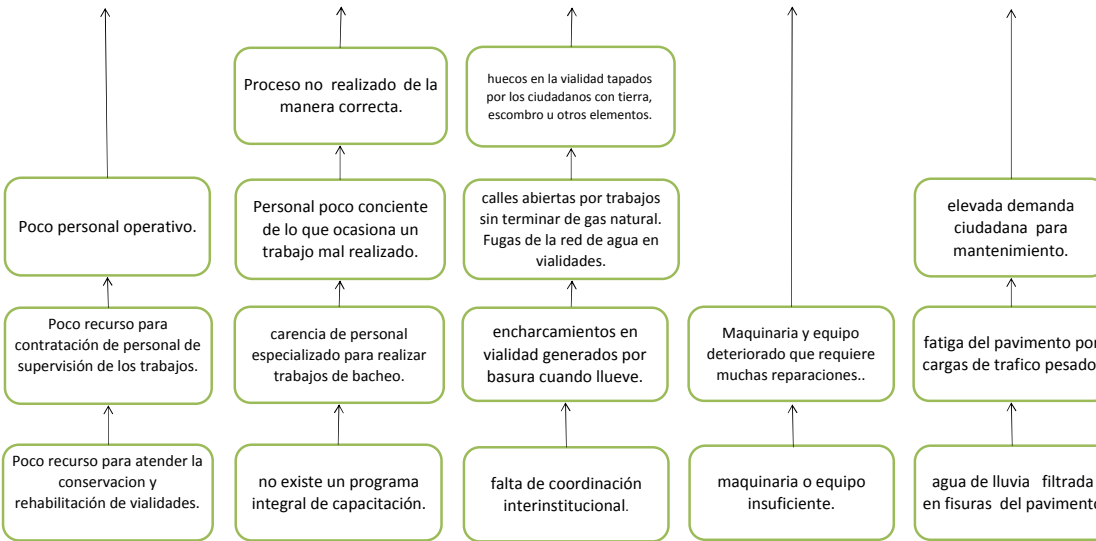 Proceso no realizado de la
manera correcta.
huecos en la vialidad tapados
por los ciudadanos con tierra,
escombro u otros elementos.
Poco personal operativo.
Personal poco conciente
de lo que ocasiona un
trabajo mal realizado.
calles abiertas por trabajos
sin terminar de gas natural.
Fugas de la red de agua en
vialidades.
elevada demanda
ciudadana para
mantenimiento.
Poco recurso para
contratación de personal de
supervisión de los trabajos.
carencia de personal
especializado para realizar
trabajos de bacheo.
encharcamientos en
vialidad generados por
basura cuando llueve.
Maquinaria y equipo
deteriorado que requiere
muchas reparaciones..
fatiga del pavimento por
cargas de trafico pesado.
Poco recurso para atender la
conservacion y
rehabilitación de vialidades.
no existe un programa
integral de capacitación.
falta de coordinación
interinstitucional.
maquinaria o equipo
insuficiente.
agua de lluvia filtrada
en fisuras del pavimento